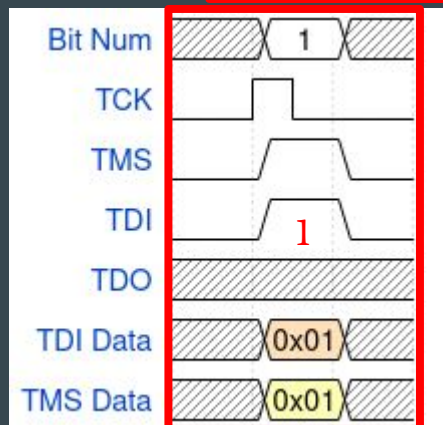 Bit Num 1
TCK
TMS
TDI 1
TDO
TDI Data 0x01
TMS Data 0x01